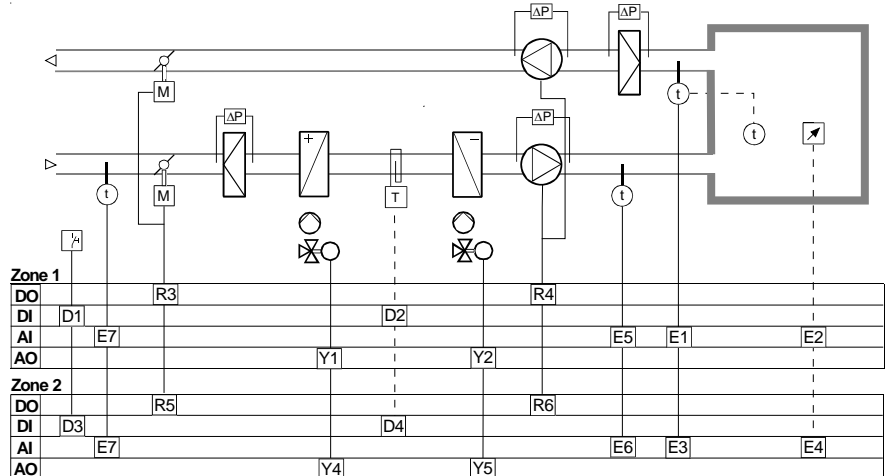 ΔP ΔP
M
ΔP ΔP
t
t
+ -
t M T t
Zone 1
DO R3 R4
DI D1 D2
AI E7 E5 E1 E2
AO Y1 Y2
Zone 2
DO R5 R6
DI D3 D4
AI E7 E6 E3 E4
AO Y4 Y5